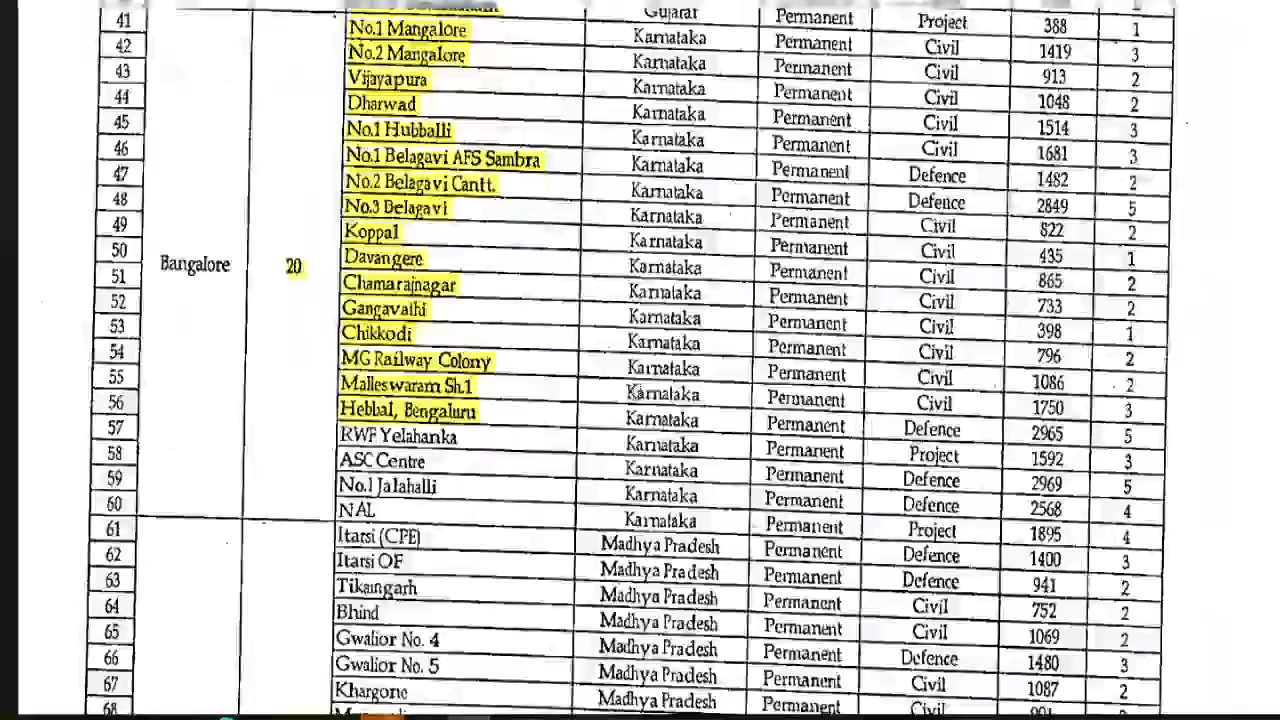 Gujarat Permanent Project 388 1
41 No.1 Mangalore Karnataka Permanent Civil 1419 3
42 No.2 Mangalore Karnataka Permanent Civil 913 2
43 Vijayapura Karnataka Permanent Civil 1048 2
44 Dharwad Karnataka Permanent Civil 1514 3
45 No.1 Hubballi Karnataka Permanent Civil 1681 3
46 No.1 Belagavi AFS Sambra Karnataka Permanent Defence 1482 2
47 No.2 Belagavi Cantt. Karnataka Permanent Defence 2849 5
48 No.3 Belagavi Karnataka Permanent Civil 822 2
49 Koppal Karnataka Permanent Civil 435 1
50 Bangalore 20 Davangere Karnataka Permanent Civil 865 2
51 Chamarajnagar Karnataka Permanent Civil 733 2
52 Gangavathi Karnataka Permanent Civil 398 1
53 Chikkodi Karnataka Permanent Civil 796 2
54 MG Railway Colony Karnataka Permanent Civil 1086 2
55 Malleswaram Sh.1 Karnataka Permanent Civil 1750 3
56 Hebbal, Bengaluru Karnataka Permanent Defence 2965 5
57 RWF Yelahanka Karnataka Permanent Project 1592 3
58 ASC Centre Karnataka Permanent Defence 2969 5
59 No.1 Jalahalli Karnataka Permanent Defence 2568 4
60 NAL Karnataka Permanent Project 1895 4
61 Itarsi (CPE) Madhya Pradesh Permanent Defence 1400 3
62 Itarsi OF Madhya Pradesh Permanent Defence 941 2
63 Tikamgarh Madhya Pradesh Permanent Civil 752 2
64 Bhind Madhya Pradesh Permanent Civil 1069 2
65 Gwalior No. 4 Madhya Pradesh Permanent Defence 1480 3
66 Gwalior No. 5 Madhya Pradesh Permanent Civil 1087 2
67 Khargone Madhya Pradesh Permanent Civil
68